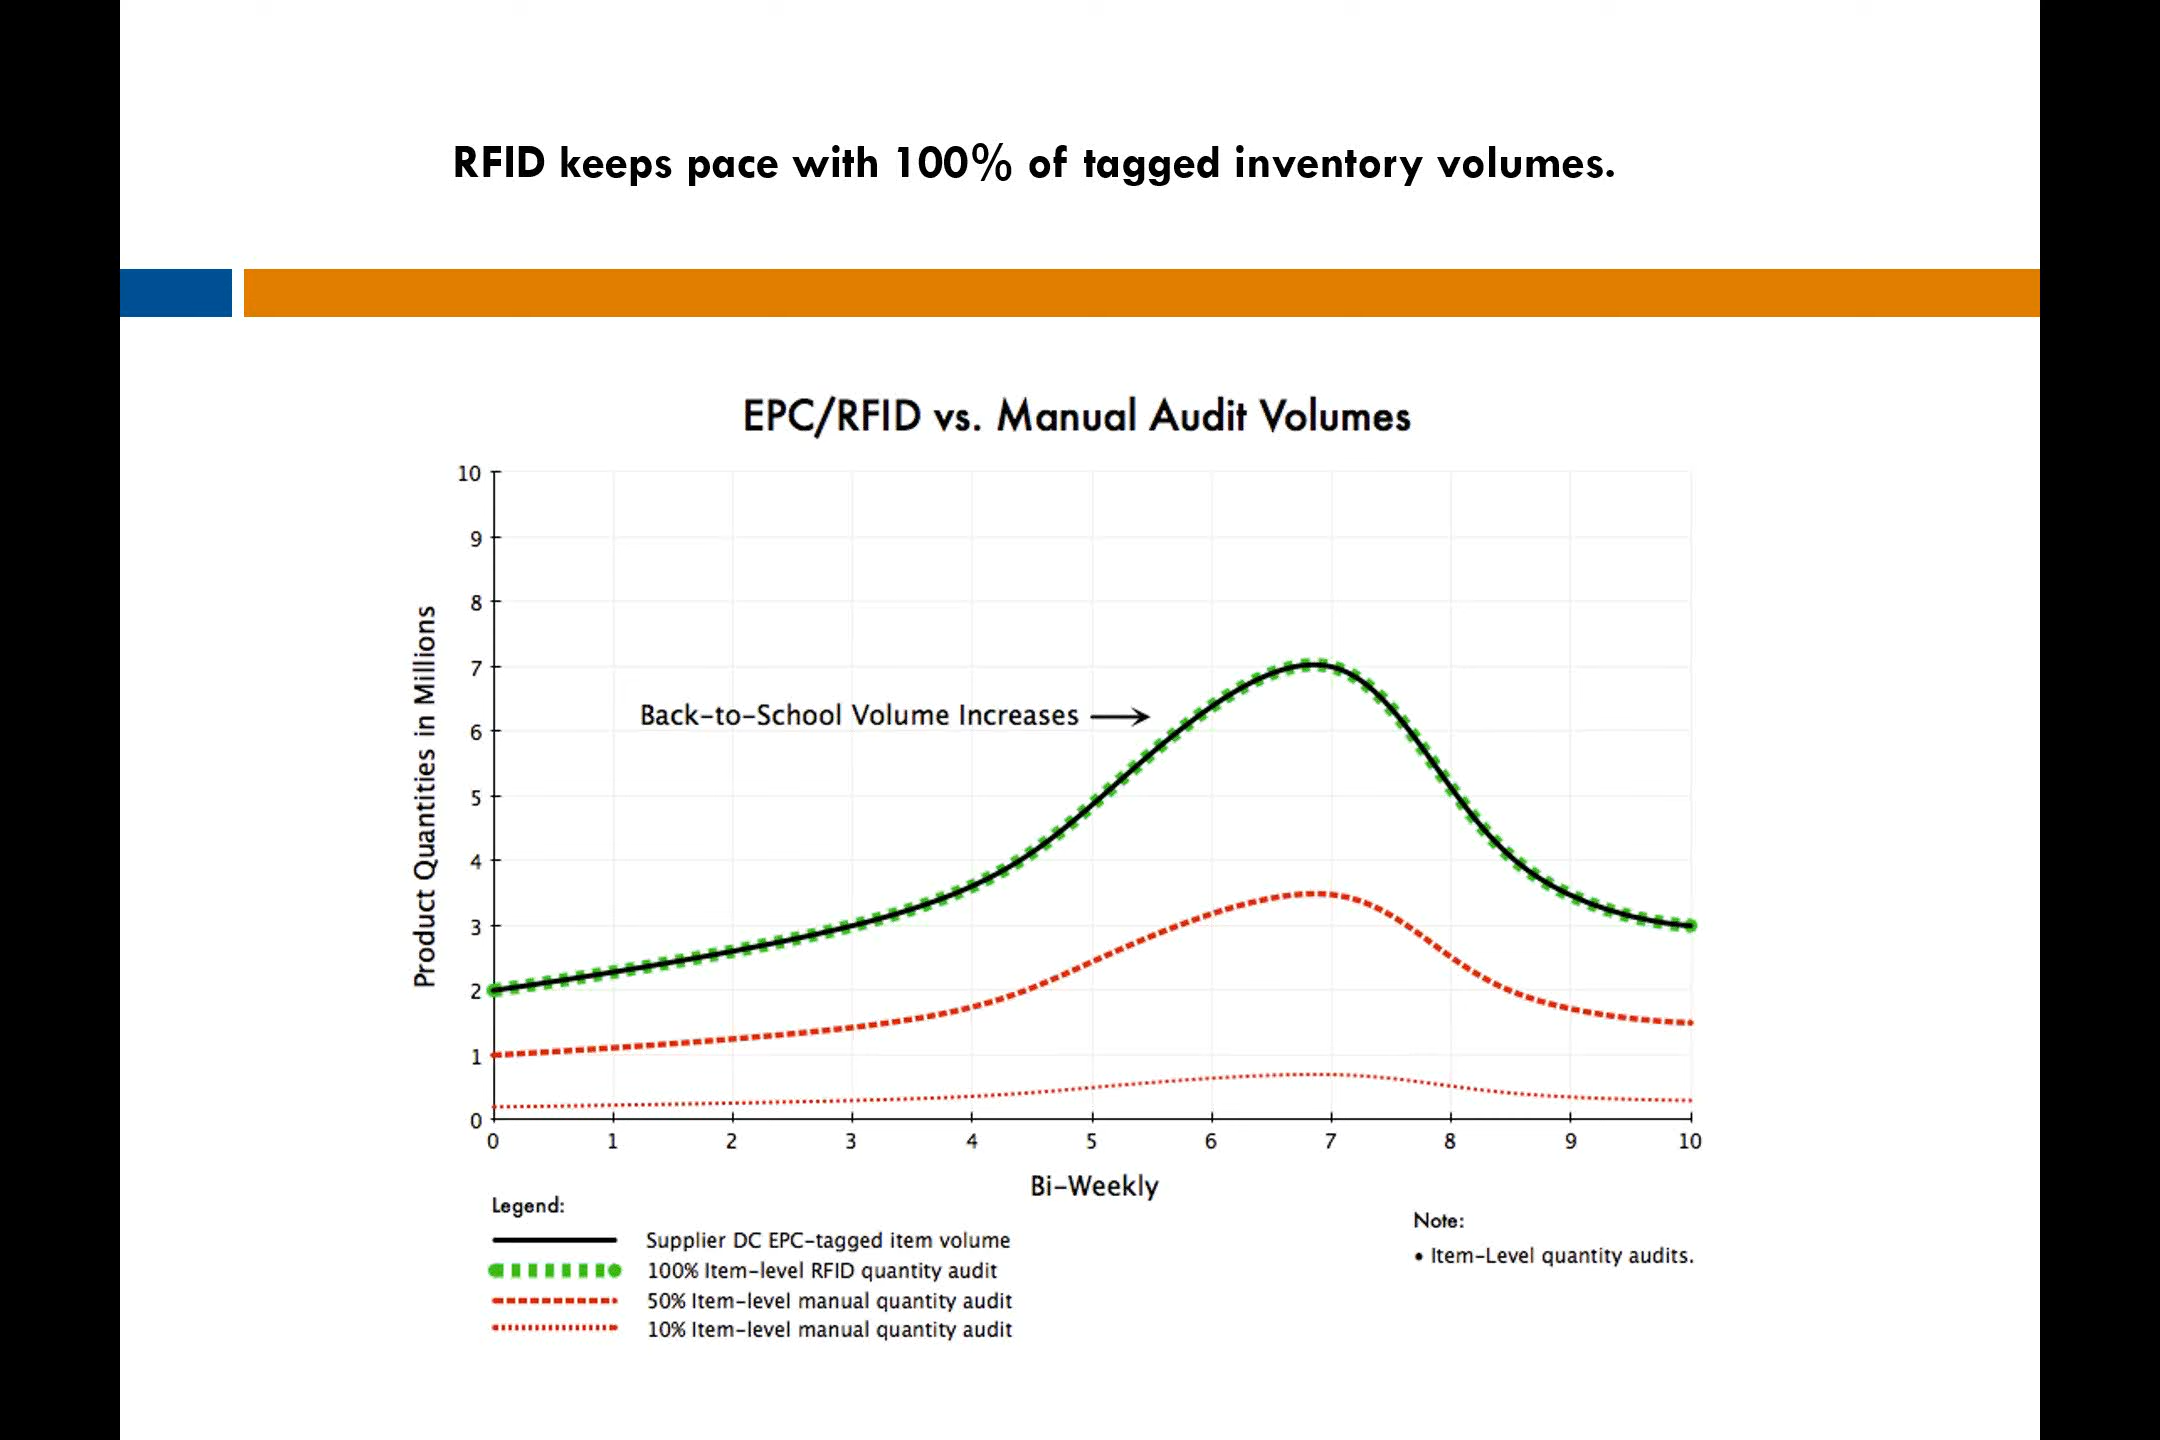 RFID keeps pace with 100% of tagged inventory volumes.
EPC/RFID vs. Manual Audit Volumes
10
9
8
7
6
5
4
3
2
1
0
Product Quantities in Millions
Back-to-School Volume Increases
0 1 2 3 4 5 6 7 8 9 10
Bi-Weekly
Legend:
Supplier DC EPC-tagged item volume
100% Item-level RFID quantity audit
50% Item-level manual quantity audit
10% Item-level manual quantity audit
Note:
• Item-Level quantity audits.